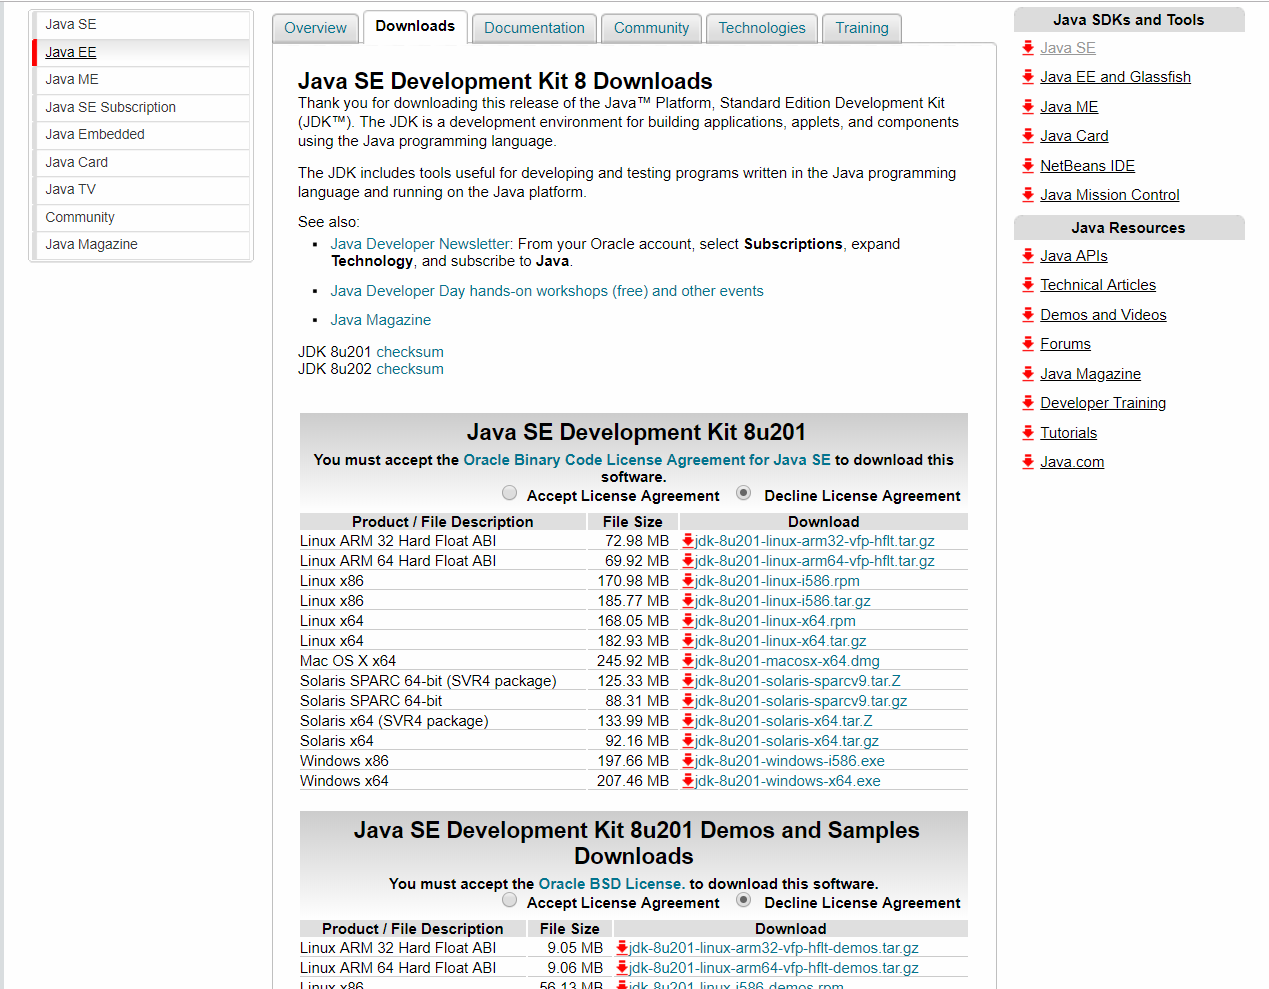 Java SE
Java EE
Java ME
Java SE Subscription
Java Embedded
Java Card
Java TV
Community
Java Magazine
Overview
Downloads
Documentation
Community
Technologies
Training
Java SE Development Kit 8 Downloads
Thank you for downloading this release of the Java™ Platform, Standard Edition Development Kit
(JDK™). The JDK is a development environment for building applications, applets, and components
using the Java programming language.
The JDK includes tools useful for developing and testing programs written in the Java programming
language and running on the Java platform.
See also:
Java Developer Newsletter: From your Oracle account, select Subscriptions, expand
Technology, and subscribe to Java.
Java Developer Day hands-on workshops (free) and other events
Java Magazine
JDK 8u201 checksum
JDK 8u202 checksum
Java SE Development Kit 8u201
You must accept the Oracle Binary Code License Agreement for Java SE to download this
software.
Accept License Agreement Decline License Agreement
Product / File Description File Size Download
Linux ARM 32 Hard Float ABI 72.98 MB jdk-8u201-linux-arm32-vfp-hflt.tar.gz
Linux ARM 64 Hard Float ABI 69.92 MB jdk-8u201-linux-arm64-vfp-hflt.tar.gz
Linux x86 170.98 MB jdk-8u201-linux-i586.rpm
Linux x86 185.77 MB jdk-8u201-linux-i586.tar.gz
Linux x64 168.05 MB jdk-8u201-linux-x64.rpm
Linux x64 182.93 MB jdk-8u201-linux-x64.tar.gz
Mac OS X x64 245.92 MB jdk-8u201-macosx-x64.dmg
Solaris SPARC 64-bit (SVR4 package) 125.33 MB jdk-8u201-solaris-sparcv9.tar.Z
Solaris SPARC 64-bit 88.31 MB jdk-8u201-solaris-sparcv9.tar.gz
Solaris x64 (SVR4 package) 133.99 MB jdk-8u201-solaris-x64.tar.Z
Solaris x64 92.16 MB jdk-8u201-solaris-x64.tar.gz
Windows x86 197.66 MB jdk-8u201-windows-i586.exe
Windows x64 207.46 MB jdk-8u201-windows-x64.exe
Java SE Development Kit 8u201 Demos and Samples
Downloads
You must accept the Oracle BSD License. to download this software.
Accept License Agreement Decline License Agreement
Product / File Description File Size Download
Linux ARM 32 Hard Float ABI 9.05 MB jdk-8u201-linux-arm32-vfp-hflt-demos.tar.gz
Linux ARM 64 Hard Float ABI 9.06 MB jdk-8u201-linux-arm64-vfp-hflt-demos.tar.gz
Linux x86 56.13 MB jdk-8u201-linux-i586-demos.rpm
Java SDKs and Tools
Java SE
Java EE and Glassfish
Java ME
Java Card
NetBeans IDE
Java Mission Control
Java Resources
Java APIs
Technical Articles
Demos and Videos
Forums
Java Magazine
Developer Training
Tutorials
Java.com